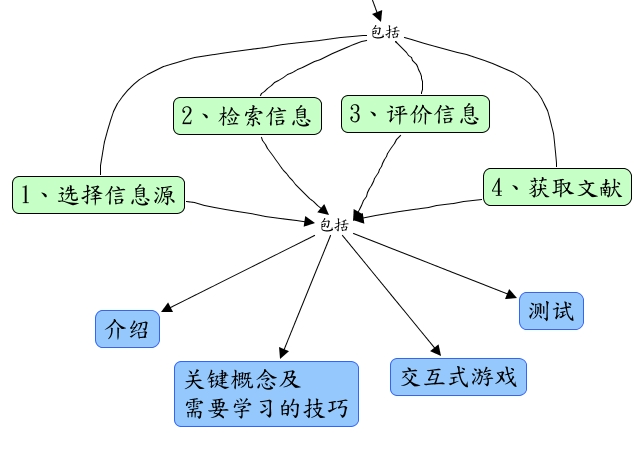 包括
2、检索信息
3、评价信息
1、选择信息源
4、获取文献
包括
介绍
测试
关键概念及
需要学习的技巧
交互式游戏